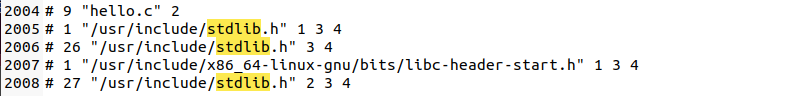 2004 # 9 "hello.c" 2
2005 # 1 "/usr/include/stdlib.h" 1 3 4
2006 # 26 "/usr/include/stdlib.h" 3 4
2007 # 1 "/usr/include/x86_64-linux-gnu/bits/libc-header-start.h" 1 3 4
2008 # 27 "/usr/include/stdlib.h" 2 3 4